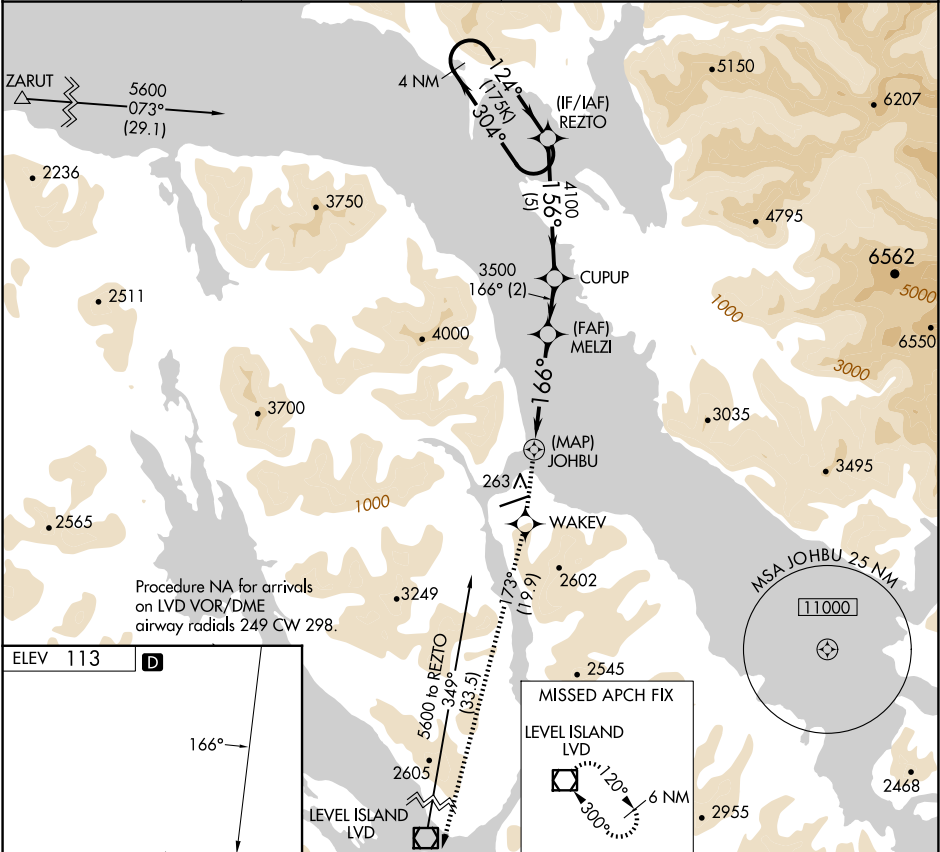 ZARUT
5600
073°
(29.1)
4 NM
124°
(175K)
304°
(IF/IAF)
REZTO
5150
6207
2236
3750
4100
156°
(5)
4795
6562
5000
2511
3500
166° (2)
CUPUP
1000
4000
(FAF)
MELZI
6550
3000
166°
3700
3035
(MAP)
JOHBU
3495
263
1000
2565
WAKEV
MSA JOHBU 25 NM
11000
2602
Procedure NA for arrivals
on LVD VOR/DME
airway radials 249 CW 298.
3249
173°
(19.9)
5600 to REZTO
349°
(33.5)
ELEV 113
D
2545
MISSED APCH FIX
166°
LEVEL ISLAND
LVD
120°
300°
6 NM
2605
2468
2955
LEVEL ISLAND
LVD